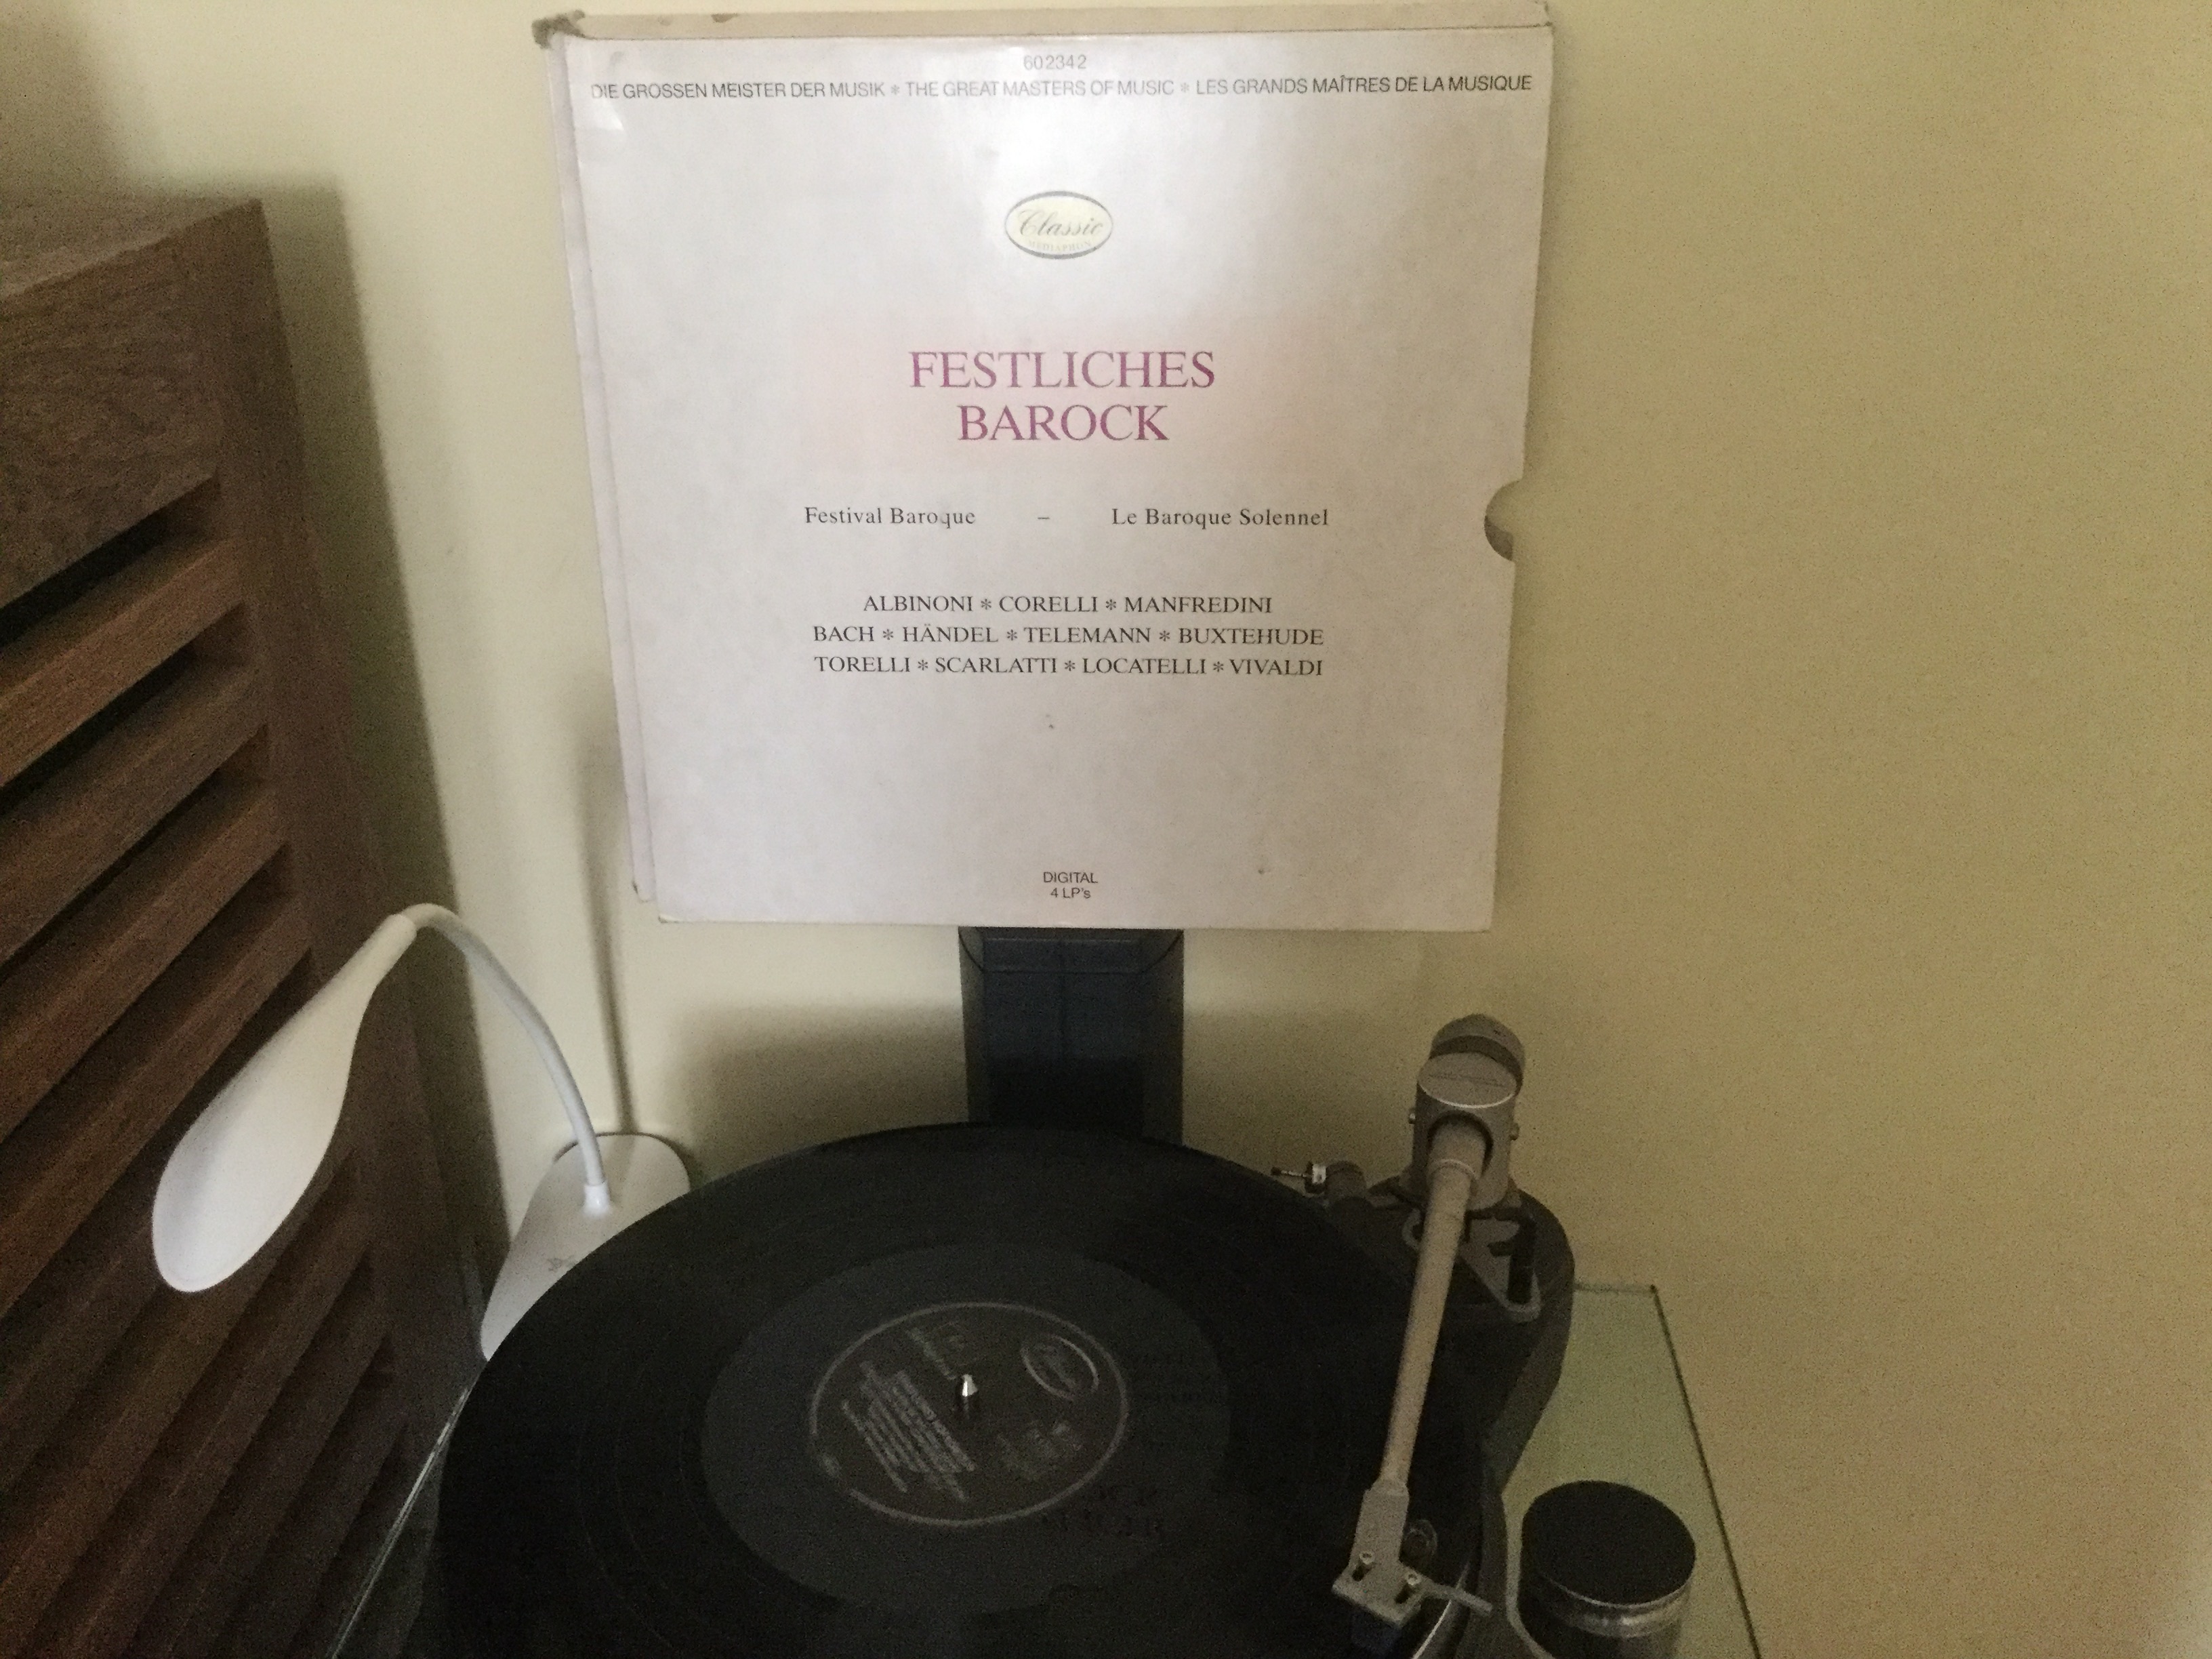 602342
DIE GROSSEN MEISTER DER MUSIK * THE GREAT MASTERS OF MUSIC * LES GRANDS MAÎTRES DE LA MUSIQUE
Classic
MEDIAPHON
FESTLICHES
BAROCK
Festival Baroque – Le Baroque Solennel
ALBINONI * CORELLI * MANFREDINI
BACH * HÄNDEL * TELEMANN * BUXTEHUDE
TORELLI * SCARLATTI * LOCATELLI * VIVALDI
DIGITAL
4 LP's